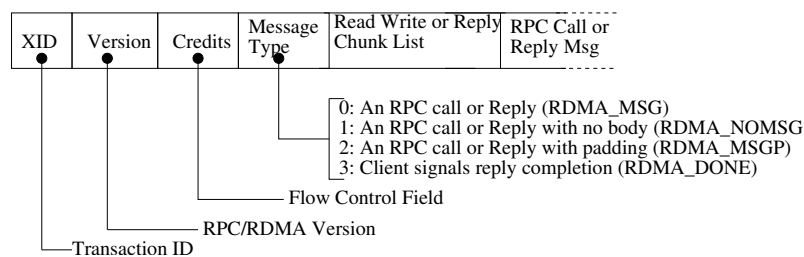 XID
Version
Credits
Message
Type
Read Write or Reply
Chunk List
RPC Call or
Reply Msg
0: An RPC call or Reply (RDMA_MSG)
1: An RPC call or Reply with no body (RDMA_NOMSG
2: An RPC call or Reply with padding (RDMA_MSGP)
3: Client signals reply completion (RDMA_DONE)
Flow Control Field
RPC/RDMA Version
Transaction ID